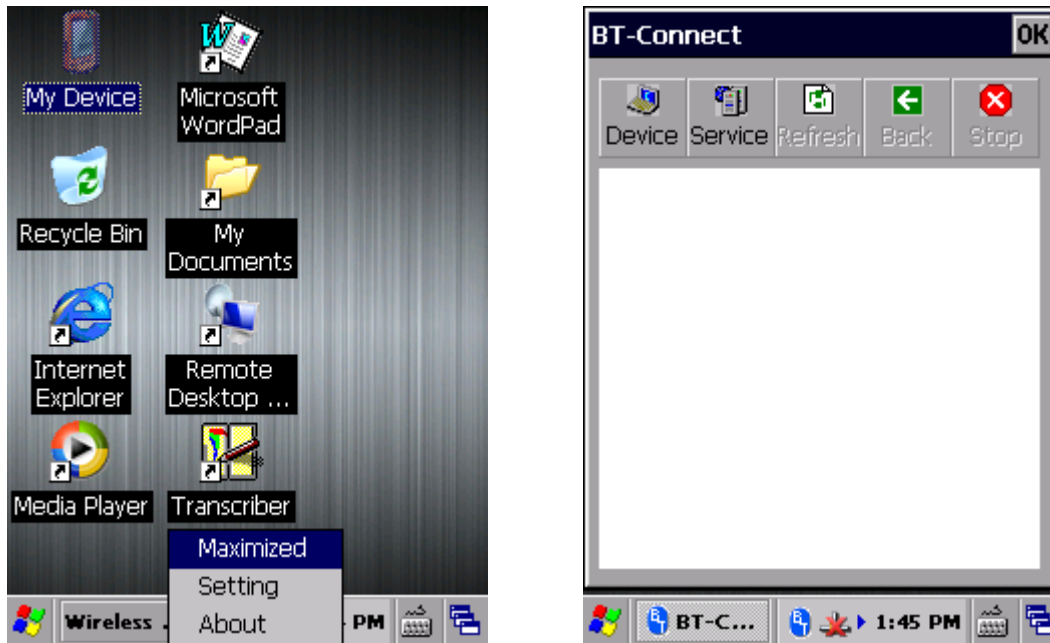 My Device
Microsoft
WordPad
Recycle Bin
My
Documents
Internet
Explorer
Remote
Desktop ...
Media Player
Transcriber
Maximized
Setting
About
Wireless .
PM
BT-Connect
OK
Device
Service
Refresh
Back
Stop
BT-C...
1:45 PM